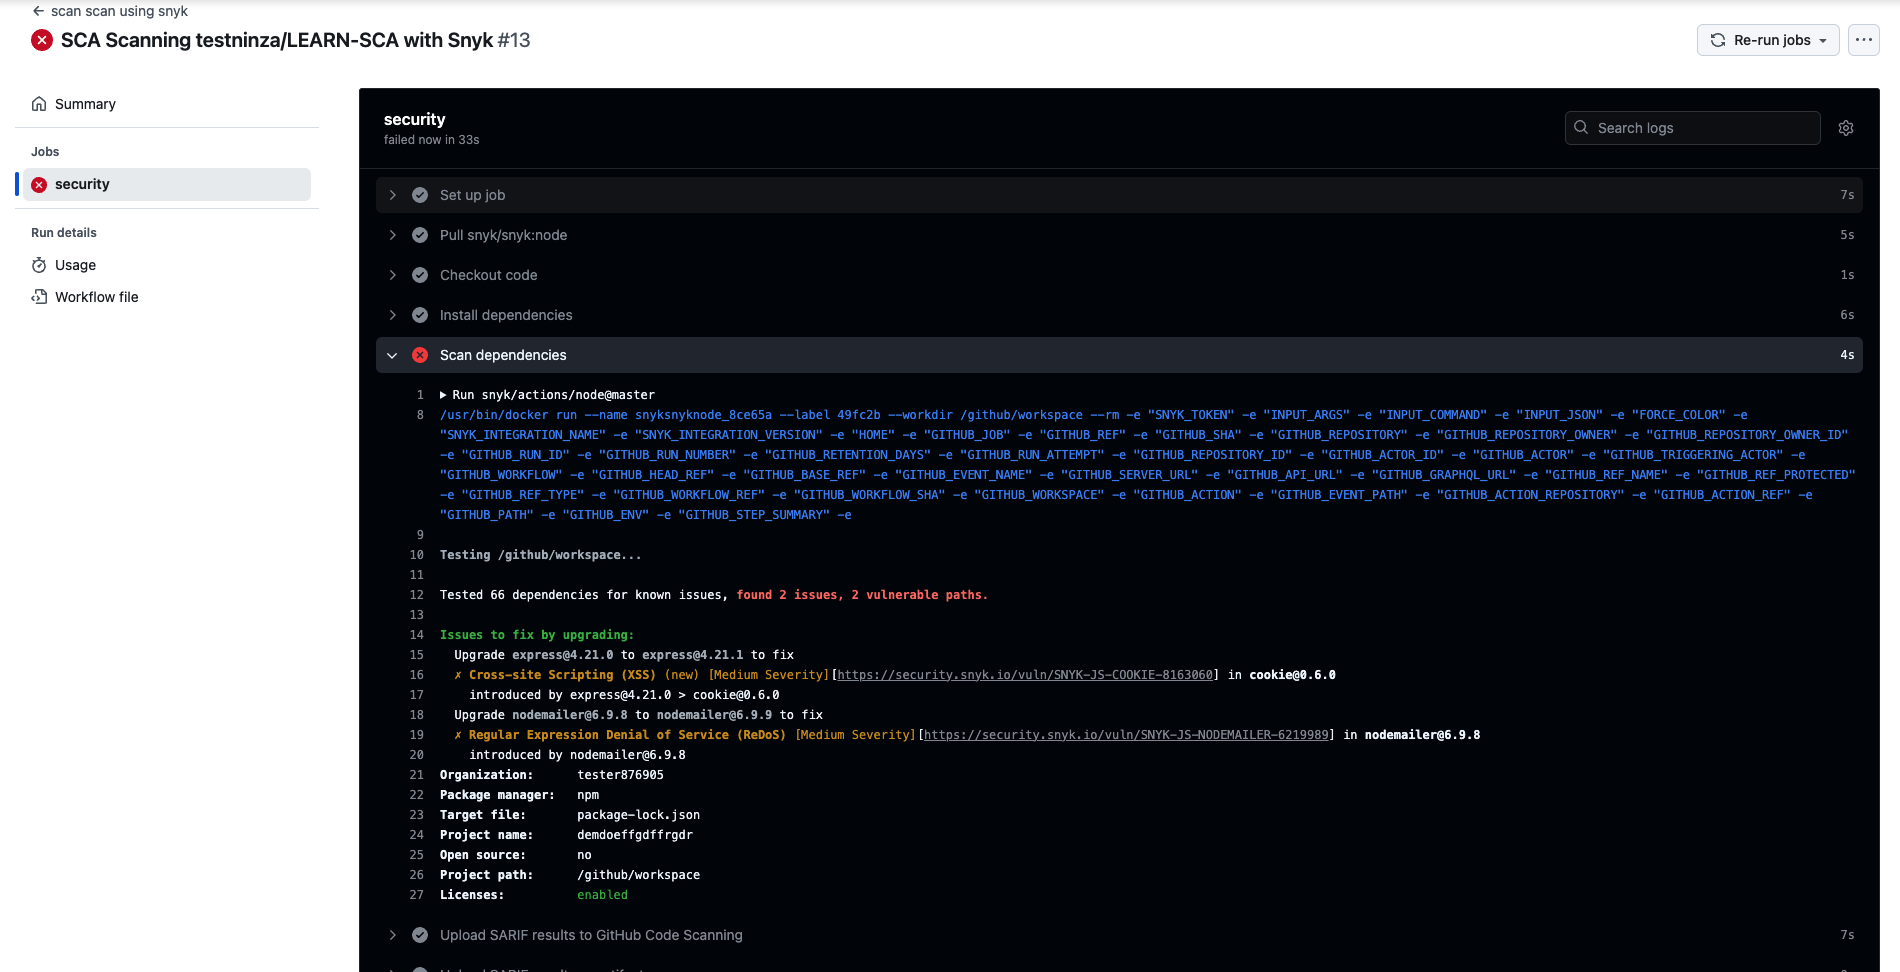 scan scan using snyk
SCA Scanning testninza/LEARN-SCA with Snyk #13
Re-run jobs
Summary
Jobs
security
Run details
Usage
Workflow file
security
failed now in 33s
Search logs
Set up job 7s
Pull snyk/snyk:node 5s
Checkout code 1s
Install dependencies 6s
Scan dependencies 4s
1 Run snyk/actions/node@master
8 /usr/bin/docker run --name snyksnyknode_8ce65a --label 49fc2b --workdir /github/workspace --rm -e "SNYK_TOKEN" -e "INPUT_ARGS" -e "INPUT_COMMAND" -e "INPUT_JSON" -e "FORCE_COLOR" -e
"SNYK_INTEGRATION_NAME" -e "SNYK_INTEGRATION_VERSION" -e "HOME" -e "GITHUB_JOB" -e "GITHUB_REF" -e "GITHUB_SHA" -e "GITHUB_REPOSITORY" -e "GITHUB_REPOSITORY_OWNER" -e "GITHUB_REPOSITORY_OWNER_ID"
-e "GITHUB_RUN_ID" -e "GITHUB_RUN_NUMBER" -e "GITHUB_RETENTION_DAYS" -e "GITHUB_RUN_ATTEMPT" -e "GITHUB_REPOSITORY_ID" -e "GITHUB_ACTOR_ID" -e "GITHUB_ACTOR" -e "GITHUB_TRIGGERING_ACTOR" -e
"GITHUB_WORKFLOW" -e "GITHUB_HEAD_REF" -e "GITHUB_BASE_REF" -e "GITHUB_EVENT_NAME" -e "GITHUB_SERVER_URL" -e "GITHUB_API_URL" -e "GITHUB_GRAPHQL_URL" -e "GITHUB_REF_NAME" -e "GITHUB_REF_PROTECTED"
-e "GITHUB_REF_TYPE" -e "GITHUB_WORKFLOW_REF" -e "GITHUB_WORKFLOW_SHA" -e "GITHUB_WORKSPACE" -e "GITHUB_ACTION" -e "GITHUB_EVENT_PATH" -e "GITHUB_ACTION_REPOSITORY" -e "GITHUB_ACTION_REF" -e
"GITHUB_PATH" -e "GITHUB_ENV" -e "GITHUB_STEP_SUMMARY" -e
9
10 Testing /github/workspace...
11
12 Tested 66 dependencies for known issues, found 2 issues, 2 vulnerable paths.
13
14 Issues to fix by upgrading:
15 Upgrade express@4.21.0 to express@4.21.1 to fix
16 ✗ Cross-site Scripting (XSS) (new) [Medium Severity][https://security.snyk.io/vuln/SNYK-JS-COOKIE-8163060] in cookie@0.6.0
17 introduced by express@4.21.0 > cookie@0.6.0
18 Upgrade nodemailer@6.9.8 to nodemailer@6.9.9 to fix
19 ✗ Regular Expression Denial of Service (ReDoS) [Medium Severity][https://security.snyk.io/vuln/SNYK-JS-NODEMAILER-6219989] in nodemailer@6.9.8
20 introduced by nodemailer@6.9.8
21 Organization: tester876905
22 Package manager: npm
23 Target file: package-lock.json
24 Project name: demdoeffgdffrgdr
25 Open source: no
26 Project path: /github/workspace
27 Licenses: enabled
Upload SARIF results to GitHub Code Scanning 7s